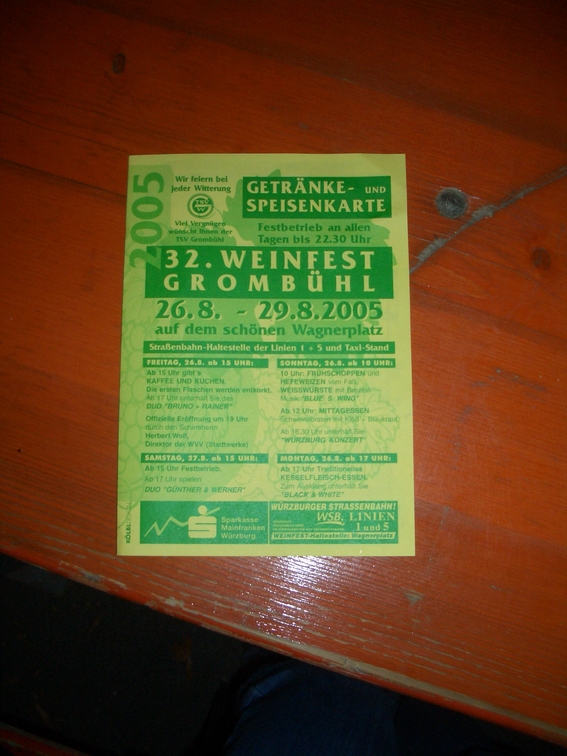 2005
Wir feiern bei
jeder Witterung
Viel Vergnügen
wünscht Ihnen der
TSV Grombühl
GETRÄNKE- UND
SPEISENKARTE
Festbetrieb an allen
Tagen bis 22.30 Uhr
32. WEINFEST
GROMBÜHL
26.8. - 29.8.2005
auf dem schönen Wagnerplatz
Straßenbahn-Haltestelle der Linien 1 + 5 und Taxi-Stand
FREITAG, 26.8. ab 15 UHR:
Ab 15 Uhr gibt's
KAFFEE UND KUCHEN.
Die ersten Flaschen werden entkorkt.
Ab 17 Uhr unterhält Sie das
DUO "BRUNO + RAINER"
Offizielle Eröffnung um 19 Uhr
durch den Schirmherrn
Herbert Wolf,
Direktor der WVV (Stadtwerke)
SAMSTAG, 27.8. ab 15 UHR:
Ab 15 Uhr Festbetrieb.
Ab 17 Uhr spielen
DUO "GÜNTHER & WERNER"
SONNTAG, 28.8. ab 10 UHR:
10 Uhr: FRÜHSCHOPPEN und
HEFEWEIZEN vom Faß,
WEISSWÜRSTE mit Brezen
Musik: "BLUE S. WING"
Ab 12 Uhr: MITTAGESSEN
Schweinebraten mit Kloß + Blaukraut
Ab 16.30 Uhr unterhält Sie
"WÜRZBURG KONZERT"
MONTAG, 26.8. ab 17 UHR:
Ab 17 Uhr Traditionelles
KESSELFLEISCH-ESSEN.
Zum Ausklang unterhält Sie
"BLACK & WHITE"
Sparkasse
Mainfranken
Würzburg
WÜRZBURGER STRASSENBAHN!
WSB, LINIEN
1 und 5
WEINFEST-Haltestelle: Wagnerplatz